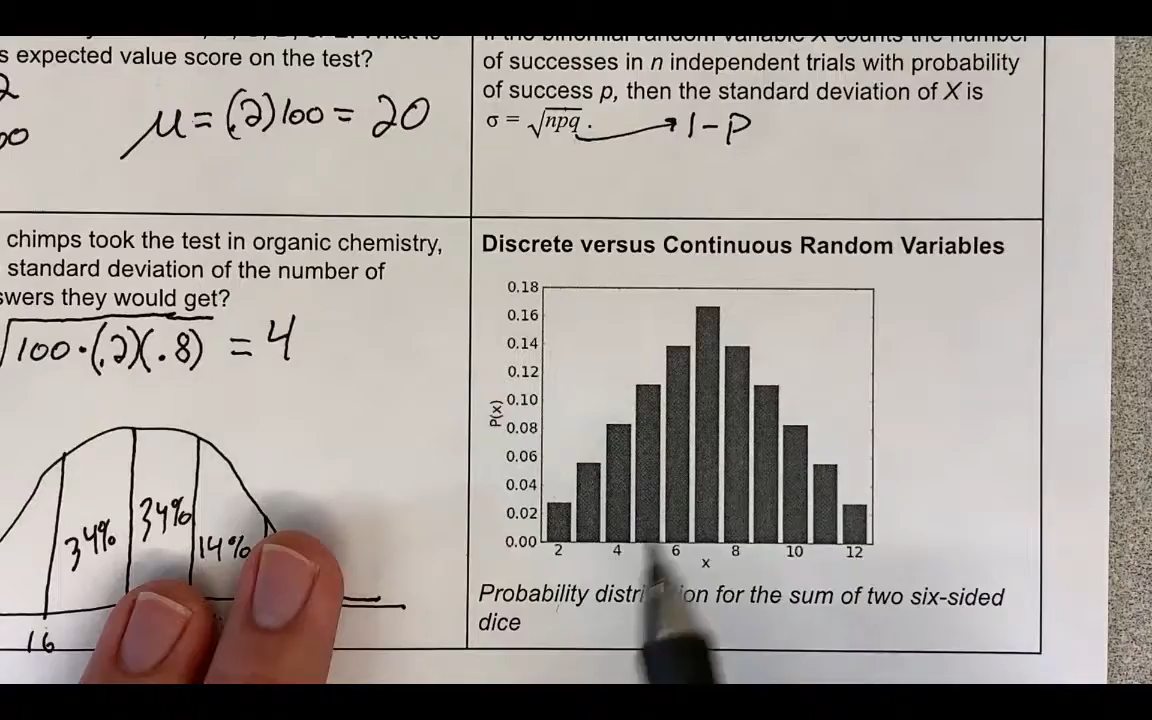 s expected value score on the test?
2
00
μ = (.2)100 = 20
of successes in n independent trials with probability
of success p, then the standard deviation of X is
σ = √npq . → 1-P
chimps took the test in organic chemistry,
standard deviation of the number of
swers they would get?
√100·(.2)(.8) = 4
34%
34%
14%
16
Discrete versus Continuous Random Variables
0.18
0.16
0.14
0.12
0.10
0.08
0.06
0.04
0.02
0.00
P(x)
2 4 6 8 10 12
x
Probability distri ion for the sum of two six-sided
dice